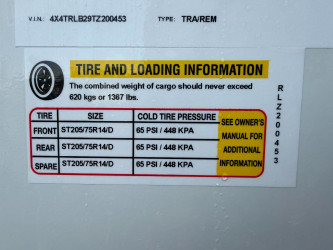 V.I.N.: 4X4TRLB29TZ200453 TYPE: TRA/REM
TIRE AND LOADING INFORMATION
The combined weight of cargo should never exceed
620 kgs or 1367 lbs.
TIRE SIZE COLD TIRE PRESSURE
FRONT ST205/75R14/D 65 PSI / 448 KPA
REAR ST205/75R14/D 65 PSI / 448 KPA
SPARE ST205/75R14/D 65 PSI / 448 KPA
SEE OWNER'S
MANUAL FOR
ADDITIONAL
INFORMATION
RLZ200453